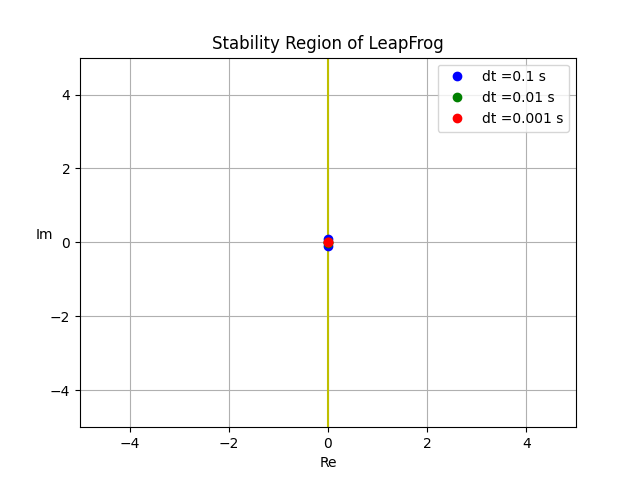 Stability Region of LeapFrog
dt =0.1 s
dt =0.01 s
dt =0.001 s
4
2
0
−2
−4
Im
−4
−2
0
2
4
Re